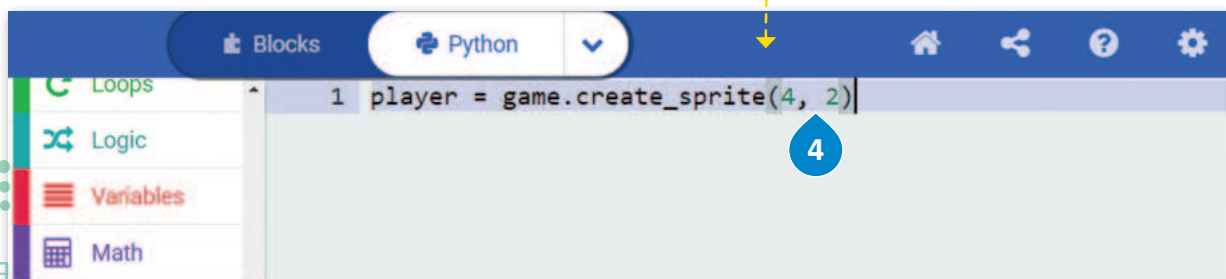 Blocks Python
Loops
1 player = game.create_sprite(4, 2)
Logic
4
Variables
Math